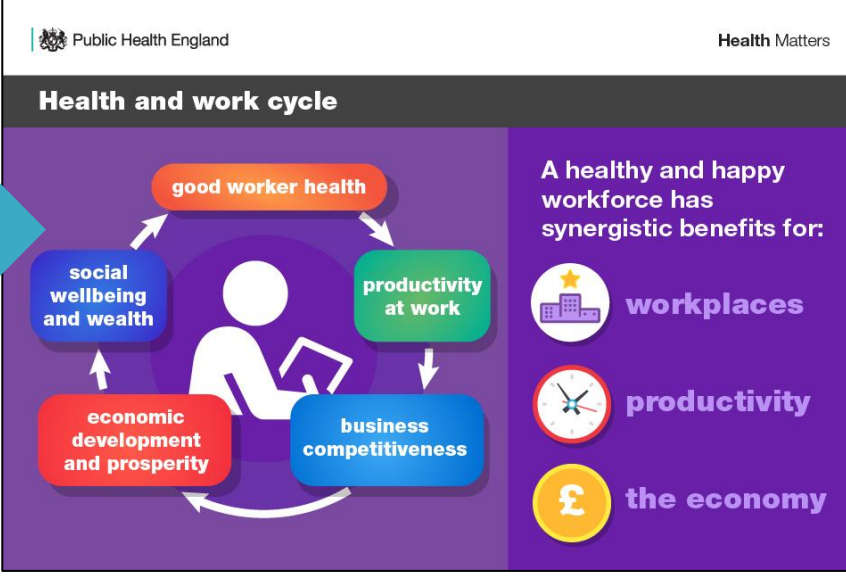 Public Health England
Health Matters
Health and work cycle
good worker health
productivity
at work
business
competitiveness
economic
development
and prosperity
social
wellbeing
and wealth
A healthy and happy
workforce has
synergistic benefits for:
workplaces
productivity
£
the economy